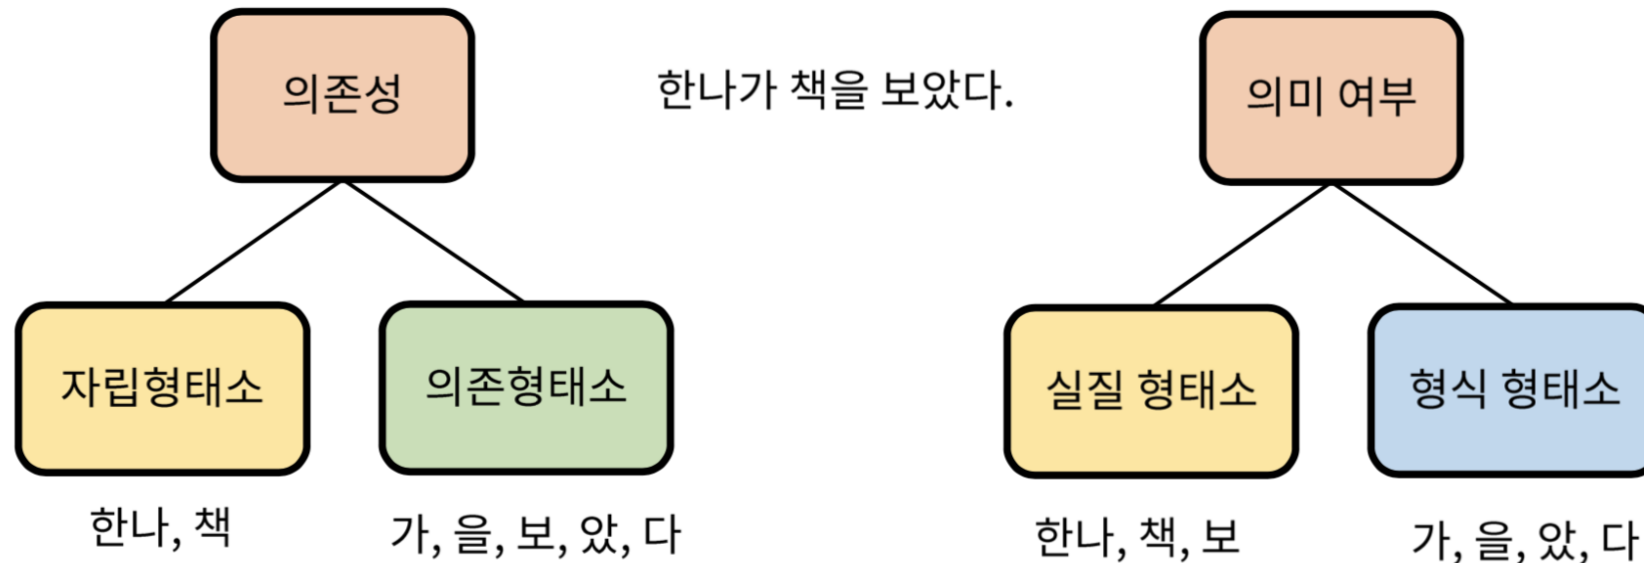 의존성
한나가 책을 보았다.
의미 여부
자립형태소
의존형태소
실질 형태소
형식 형태소
한나, 책
가, 을, 보, 았, 다
한나, 책, 보
가, 을, 았, 다